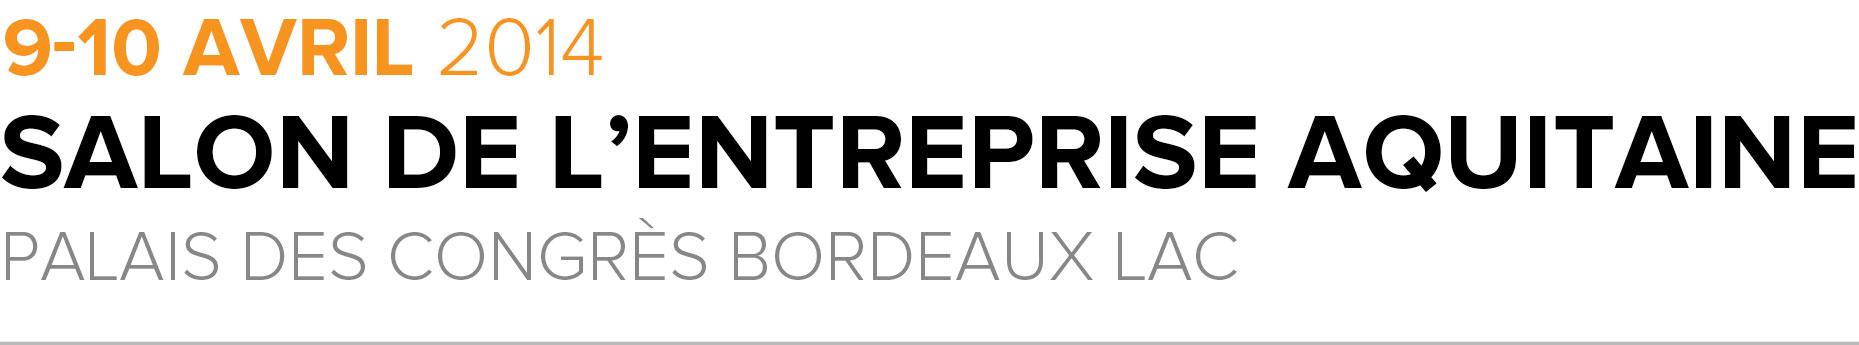 9-10 AVRIL 2014
SALON DE L’ENTREPRISE AQUITAINE
PALAIS DES CONGRÈS BORDEAUX LAC